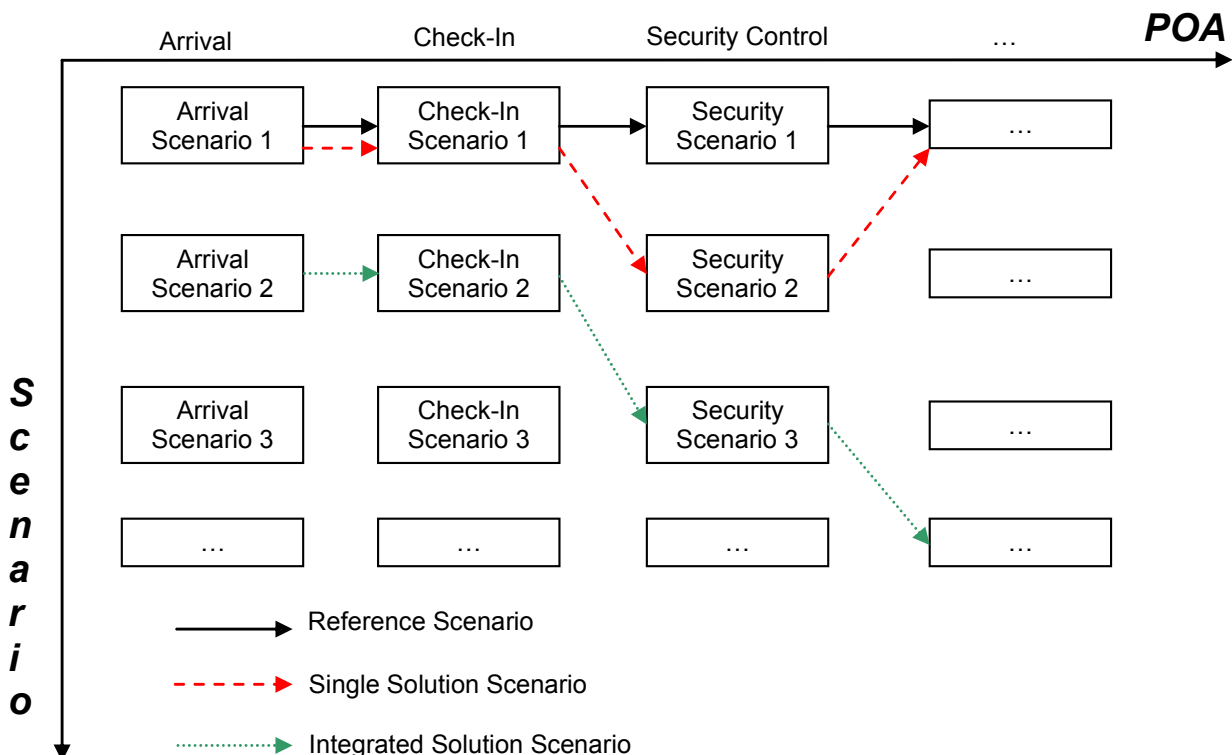 POA
Arrival
Check-In
Security Control
…
Arrival
Scenario 1
Check-In
Scenario 1
Security
Scenario 1
…
Arrival
Scenario 2
Check-In
Scenario 2
Security
Scenario 2
…
Arrival
Scenario 3
Check-In
Scenario 3
Security
Scenario 3
…
…
…
…
…
Scenario
Reference Scenario
Single Solution Scenario
Integrated Solution Scenario